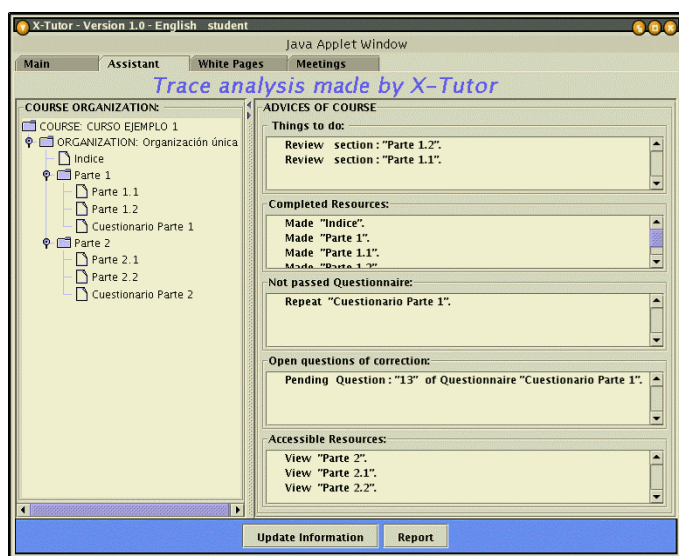 X-Tutor - Version 1.0 - English student
Java Applet Window
Main Assistant White Pages Meetings
Trace analysis made by X-Tutor
COURSE ORGANIZATION:
COURSE: CURSO EJEMPLO 1
ORGANIZATION: Organización única
Indice
Parte 1
Parte 1.1
Parte 1.2
Cuestionario Parte 1
Parte 2
Parte 2.1
Parte 2.2
Cuestionario Parte 2
ADVICES OF COURSE
Things to do:
Review section : "Parte 1.2".
Review section : "Parte 1.1".
Completed Resources:
Made "Indice".
Made "Parte 1".
Made "Parte 1.1".
Made "Parte 1.2".
Not passed Questionnaire:
Repeat "Cuestionario Parte 1".
Open questions of correction:
Pending Question : "13" of Questionnaire "Cuestionario Parte 1".
Accessible Resources:
View "Parte 2".
View "Parte 2.1".
View "Parte 2.2".
Update Information Report